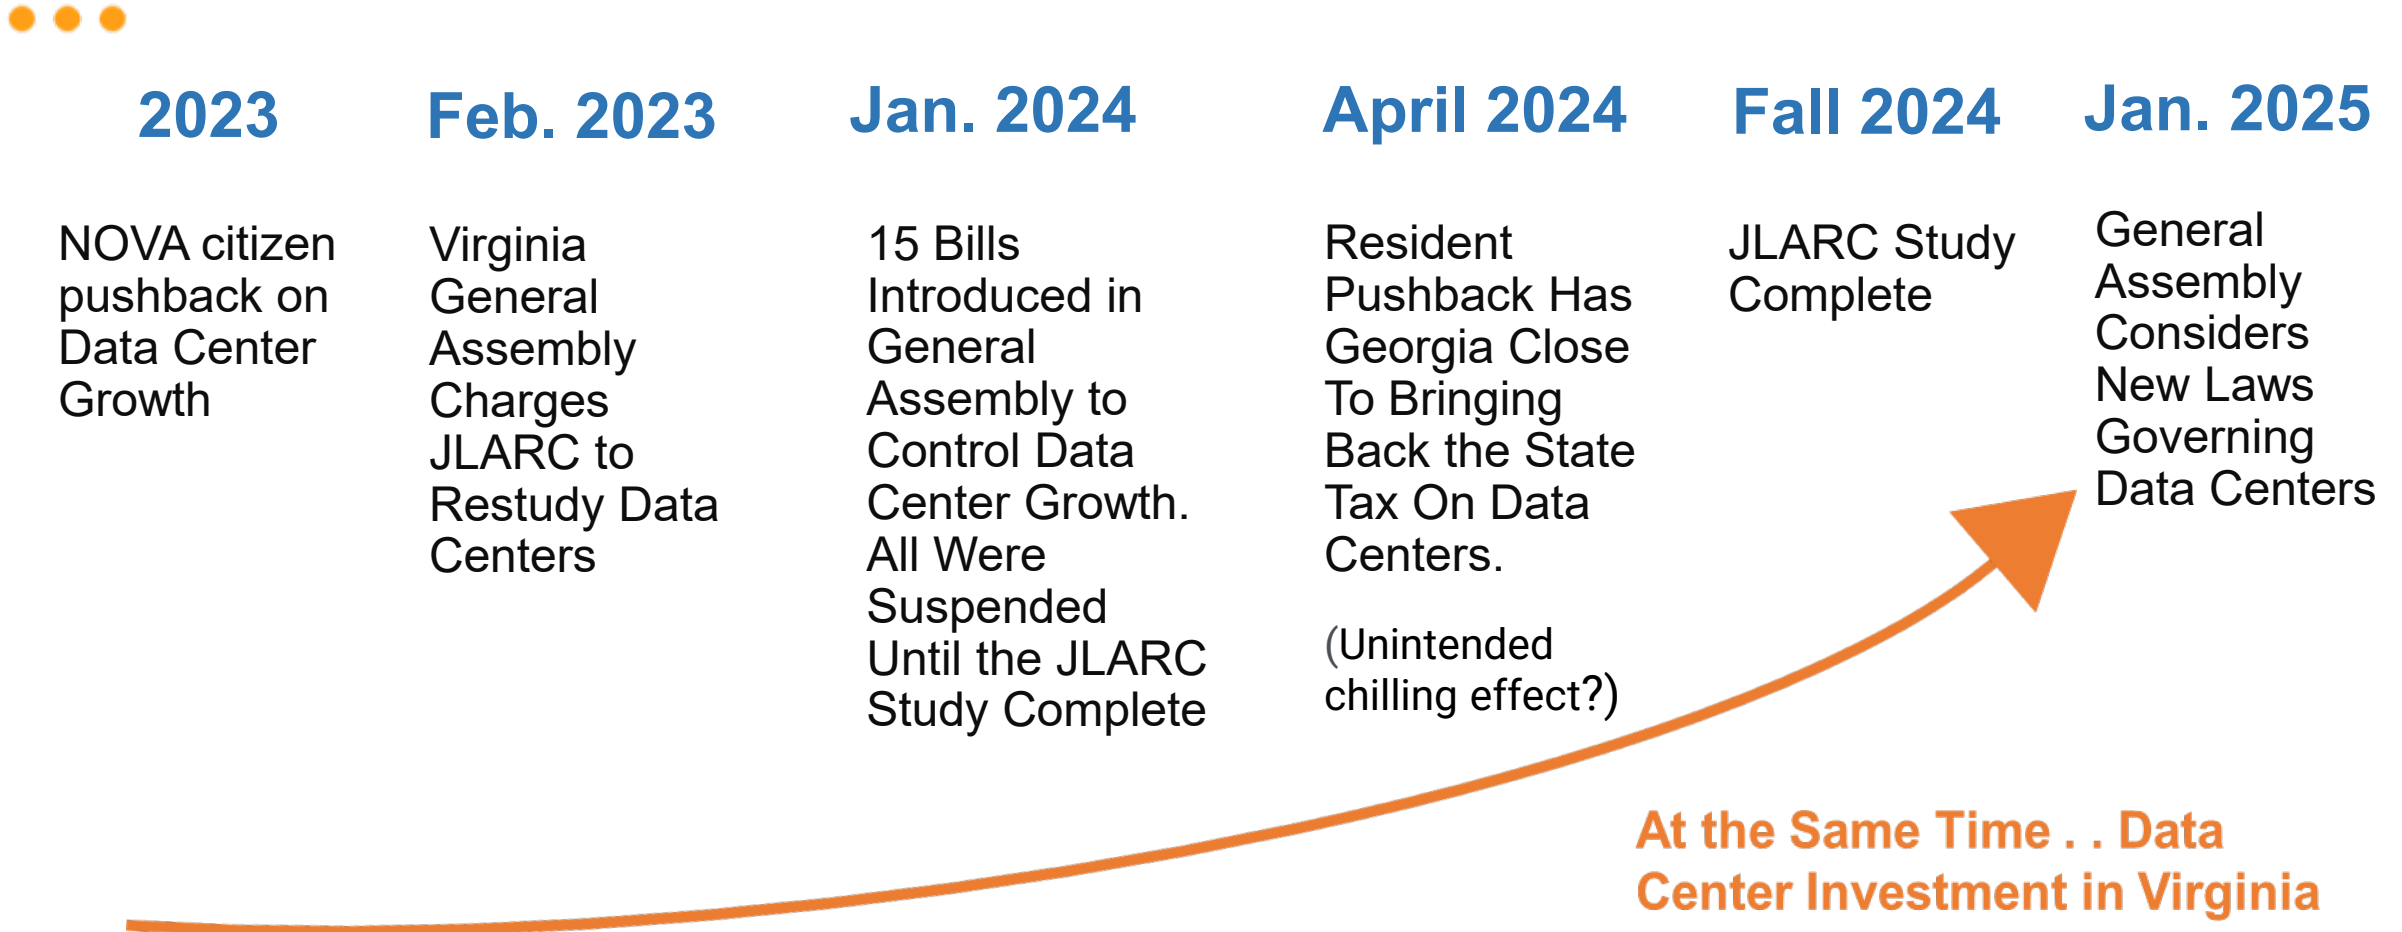 2023
NOVA citizen
pushback on
Data Center
Growth
Feb. 2023
Virginia
General
Assembly
Charges
JLARC to
Restudy Data
Centers
Jan. 2024
15 Bills
Introduced in
General
Assembly to
Control Data
Center Growth.
All Were
Suspended
Until the JLARC
Study Complete
April 2024
Resident
Pushback Has
Georgia Close
To Bringing
Back the State
Tax On Data
Centers.
(Unintended
chilling effect?)
Fall 2024
JLARC Study
Complete
Jan. 2025
General
Assembly
Considers
New Laws
Governing
Data Centers
At the Same Time . . Data
Center Investment in Virginia